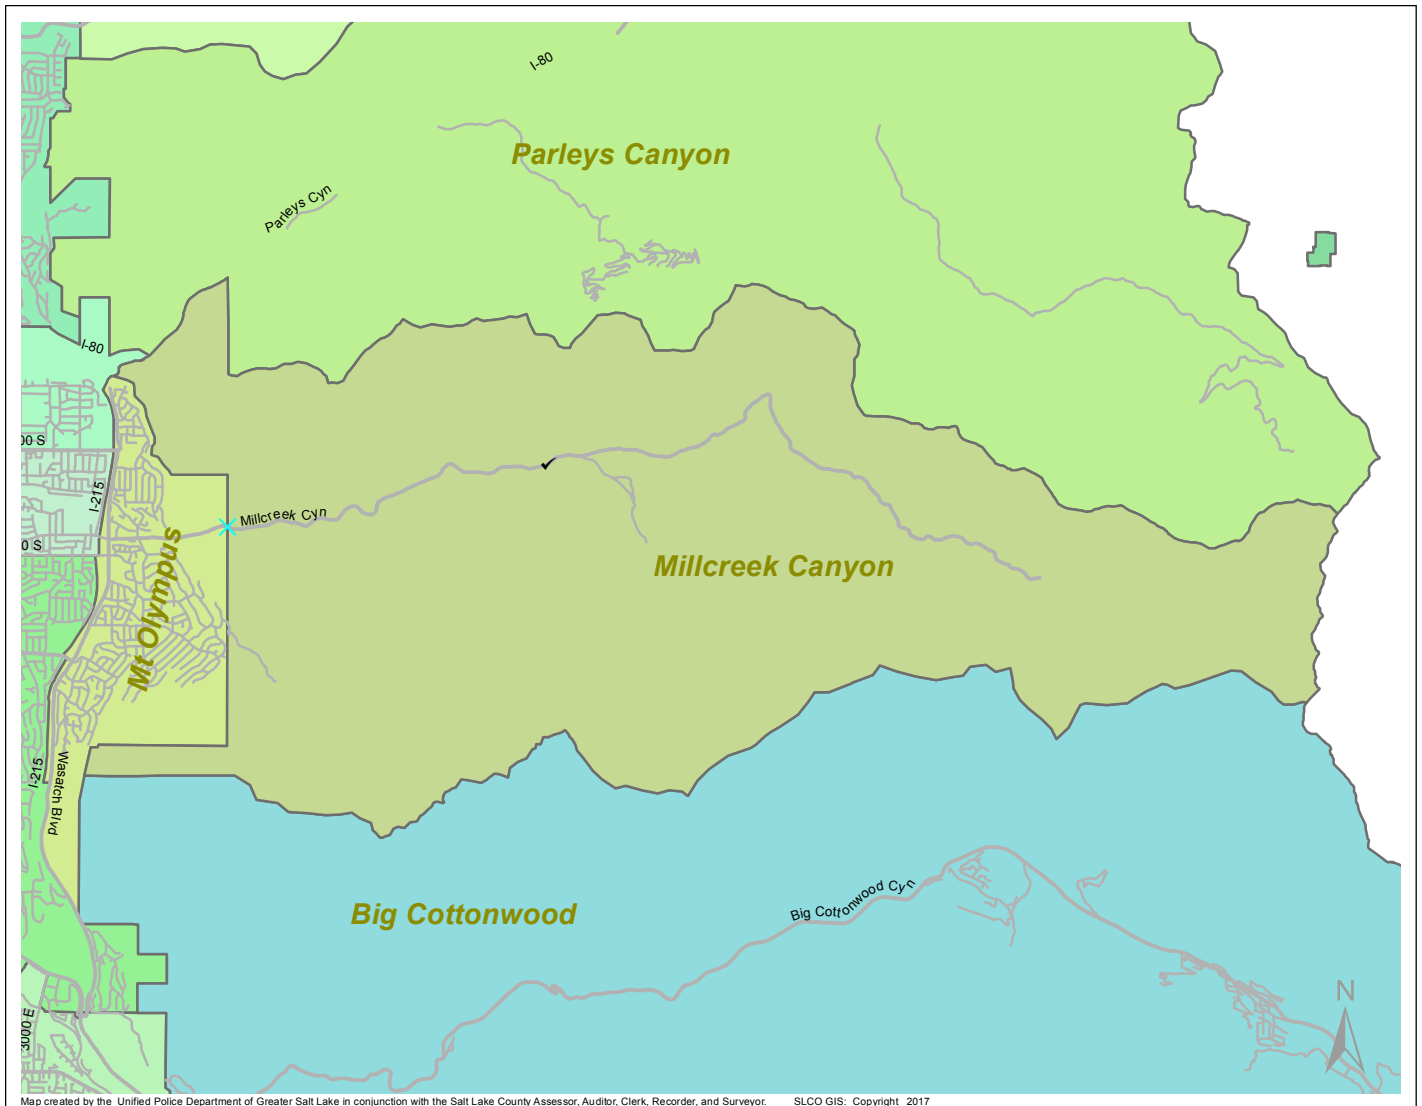 I-80
Parleys Canyon
Parleys Cyn
I-80
00 S
I-215
Millcreek Cyn
0 S
Millcreek Canyon
Mt Olympus
I-215
Wasatch Blvd
Big Cottonwood Cyn
Big Cottonwood
N
3000 E
Map created by the Unified Police Department of Greater Salt Lake in conjunction with the Salt Lake County Assessor, Auditor, Clerk, Recorder, and Surveyor. SLCO GIS: Copyright 2017